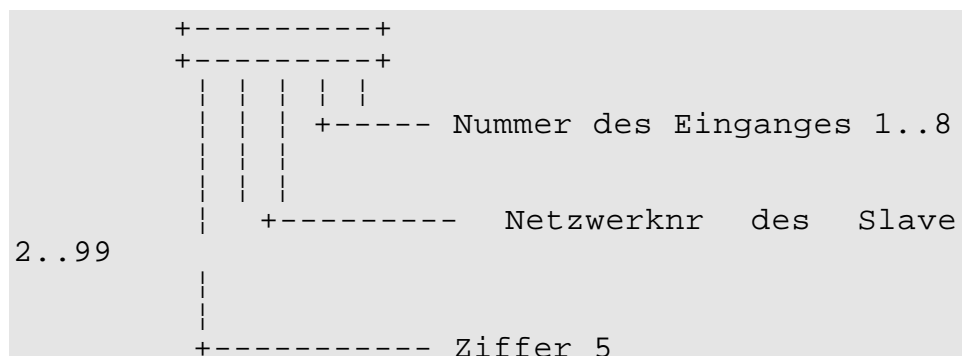 +---------+
+---------+
¦ ¦ ¦ ¦ ¦
¦ ¦ ¦ +----- Nummer des Einganges 1..8
¦ ¦ ¦
¦ ¦ ¦
¦ +--------- Netzwerknr des Slave
2..99
¦
¦
+----------- Ziffer 5